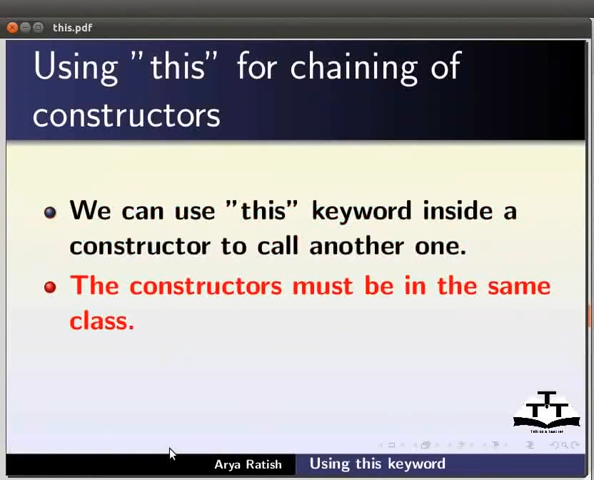 this.pdf
Using "this" for chaining of
constructors
We can use "this" keyword inside a
constructor to call another one.
The constructors must be in the same
class.
Arya Ratish
Using this keyword